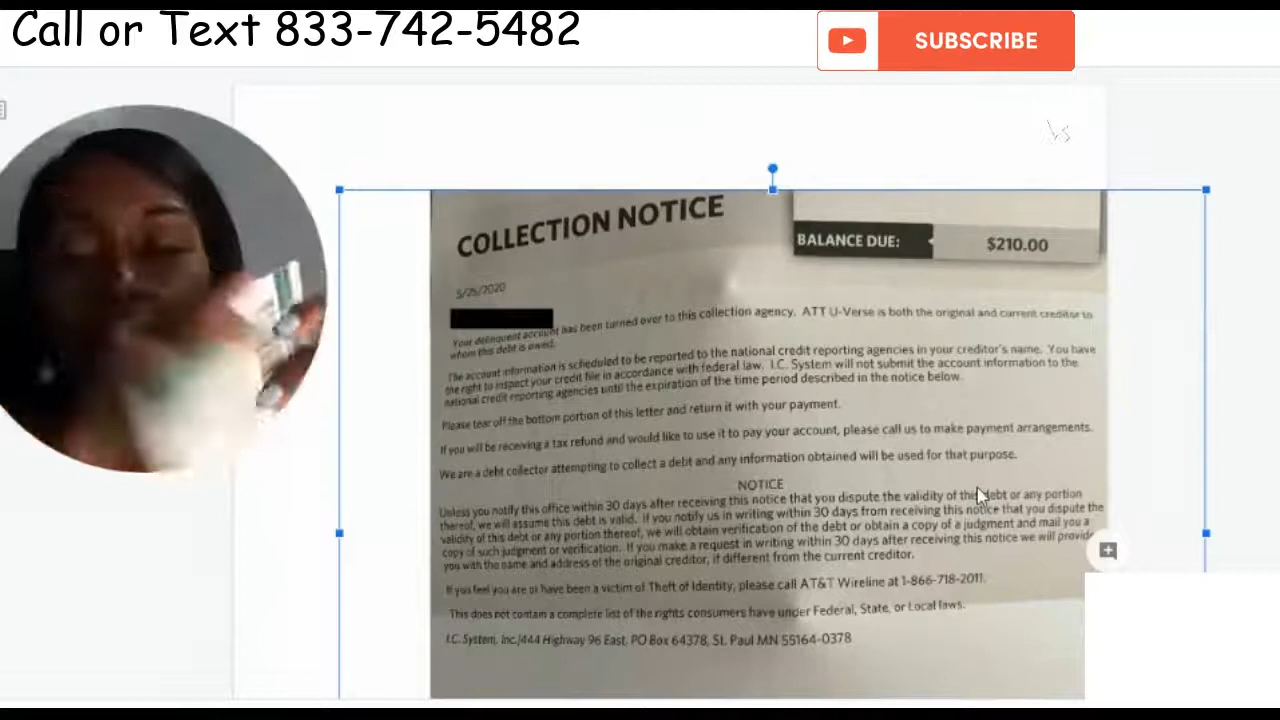 Call or Text 833-742-5482
SUBSCRIBE
COLLECTION NOTICE
BALANCE DUE:
$210.00
5/25/2020
Your delinquent account has been turned over to this collection agency. ATT U-Verse is both the original and current creditor to
whom this debt is owed.
The account information is scheduled to be reported to the national credit reporting agencies in your creditor's name. You have
the right to inspect your credit file in accordance with federal law. I.C. System will not submit the account information to the
national credit reporting agencies until the expiration of the time period described in the notice below.
Please tear off the bottom portion of this letter and return it with your payment.
If you will be receiving a tax refund and would like to use it to pay your account, please call us to make payment arrangements.
We are a debt collector attempting to collect a debt and any information obtained will be used for that purpose.
NOTICE
Unless you notify this office within 30 days after receiving this notice that you dispute the validity of this debt or any portion
thereof, we will assume this debt is valid. If you notify us in writing within 30 days from receiving this notice that you dispute the
validity of this debt or any portion thereof, we will obtain verification of the debt or obtain a copy of a judgment and mail you a
copy of such judgment or verification. If you make a request in writing within 30 days after receiving this notice we will provide
you with the name and address of the original creditor, if different from the current creditor.
If you feel you are or have been a victim of Theft of Identity, please call AT&T Wireline at 1-866-718-2011.
This does not contain a complete list of the rights consumers have under Federal, State, or Local laws.
I.C. System, Inc./444 Highway 96 East, PO Box 64378, St. Paul MN 55164-0378